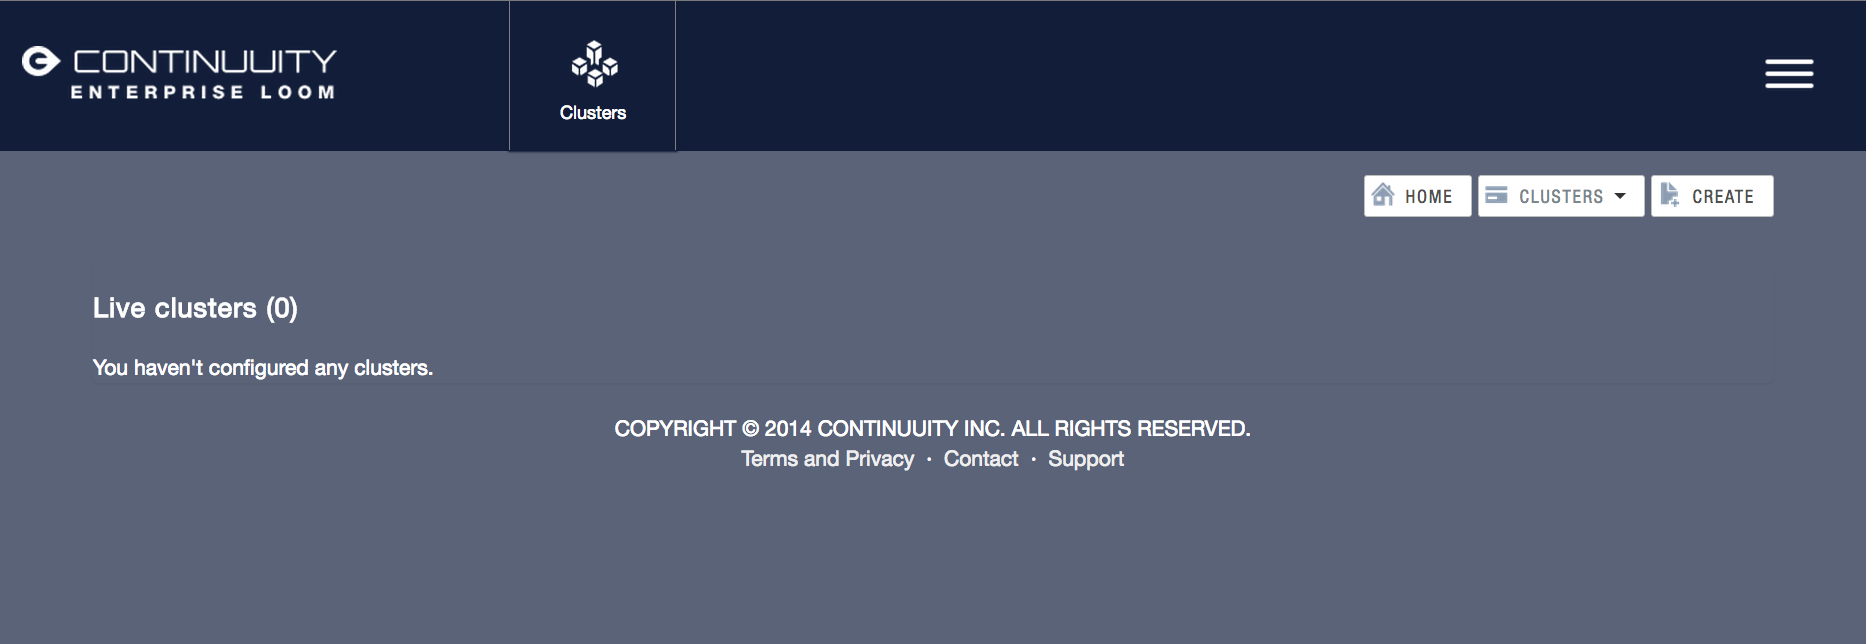 CONTINUUITY
ENTERPRISE LOOM
Clusters
HOME
CLUSTERS
CREATE
Live clusters (0)
You haven't configured any clusters.
COPYRIGHT © 2014 CONTINUUITY INC. ALL RIGHTS RESERVED.
Terms and Privacy · Contact · Support